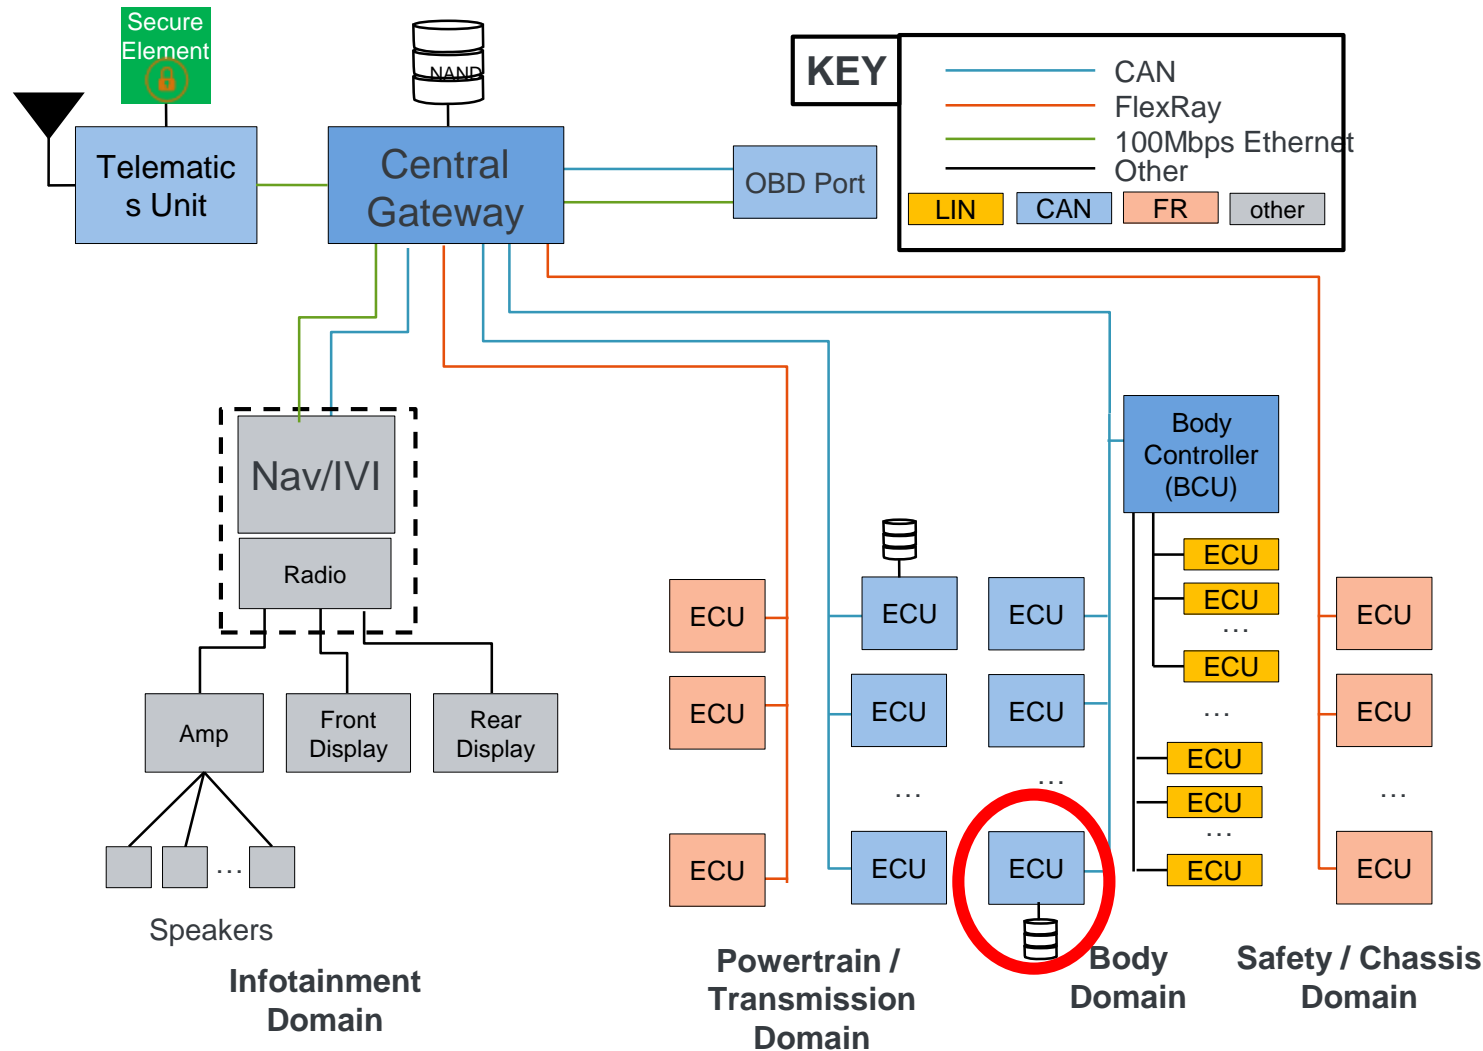 Secure
Element
NAND
KEY
CAN
FlexRay
100Mbps Ethernet
Other
LIN
CAN
FR
other
Telematic
s Unit
Central
Gateway
OBD Port
Nav/IVI
Radio
Body
Controller
(BCU)
ECU
ECU
...
ECU
...
ECU
ECU
...
ECU
ECU
ECU
ECU
ECU
ECU
...
ECU
ECU
ECU
...
ECU
ECU
ECU
...
ECU
Amp
Front
Display
Rear
Display
...
Speakers
Infotainment
Domain
Powertrain /
Transmission
Domain
Body
Domain
Safety / Chassis
Domain